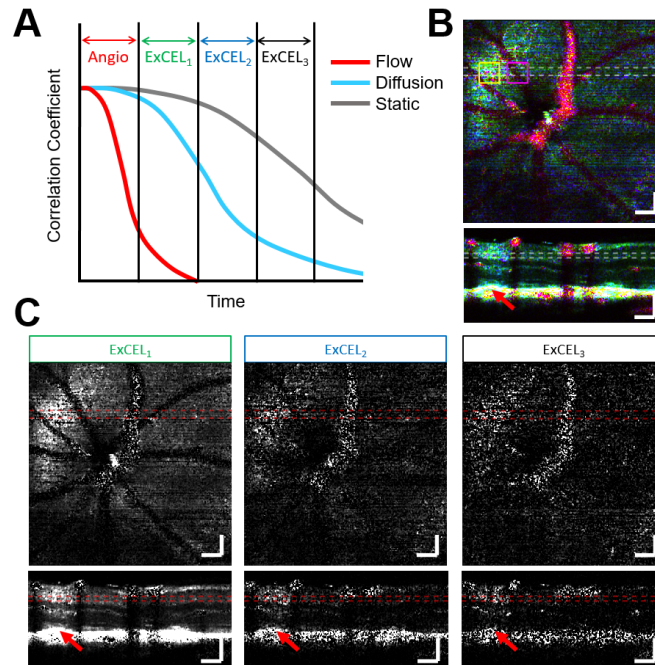 A
Angio ExCEL₁ ExCEL₂ ExCEL₃
Flow
Diffusion
Static
Correlation Coefficient
Time
B
C
ExCEL₁ ExCEL₂ ExCEL₃